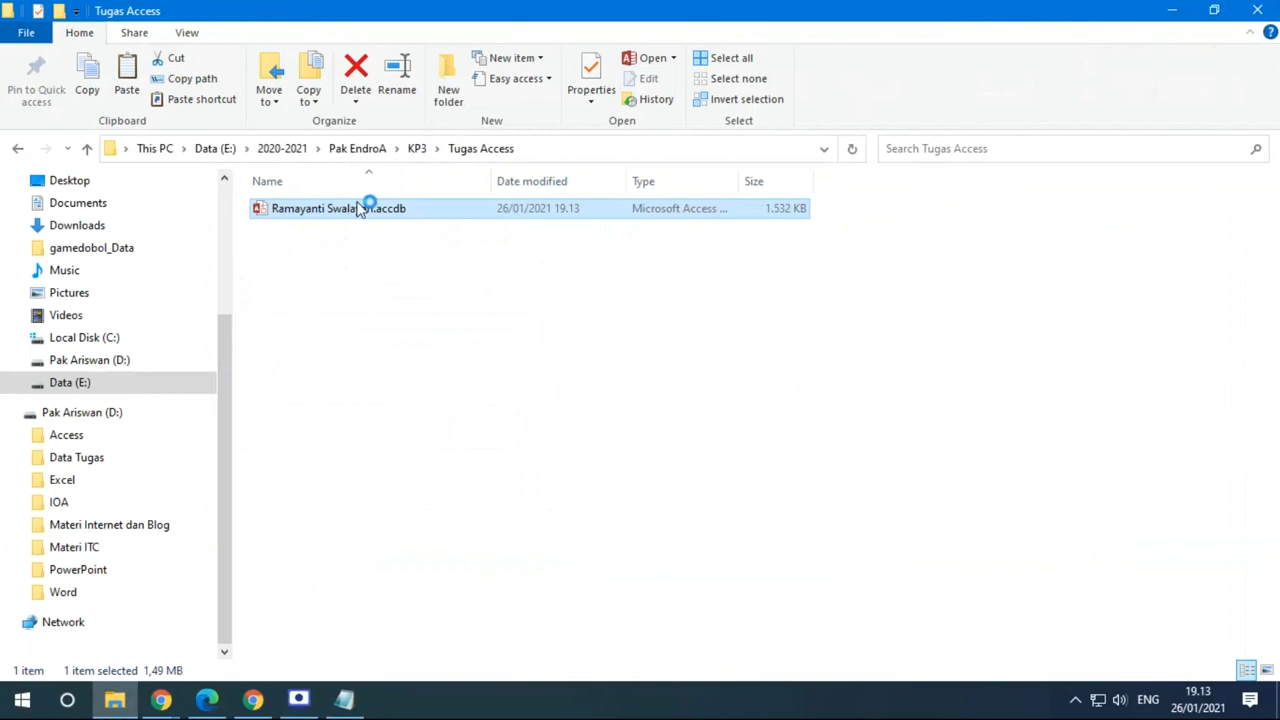 Tugas Access
File
Home
Share
View
Pin to Quick access
Copy
Paste
Cut
Copy path
Paste shortcut
Clipboard
Move to
Copy to
Delete
Rename
Organize
New folder
New item
Easy access
New
Properties
Open
Edit
History
Open
Select all
Select none
Invert selection
Select
This PC
Data (E:)
2020-2021
Pak EndroA
KP3
Tugas Access
Search Tugas Access
Name
Date modified
Type
Size
Ramayanti .accdb
26/01/2021 19.13
Microsoft Access ...
1.532 KB
Desktop
Documents
Downloads
gamedobol_Data
Music
Pictures
Videos
Local Disk (C:)
Pak Ariswan (D:)
Data (E:)
Pak Ariswan (D:)
Access
Data Tugas
Excel
IOA
Materi Internet dan Blog
Materi ITC
PowerPoint
Word
Network
1 item
1 item selected 1,49 MB
ENG
19.13
26/01/2021